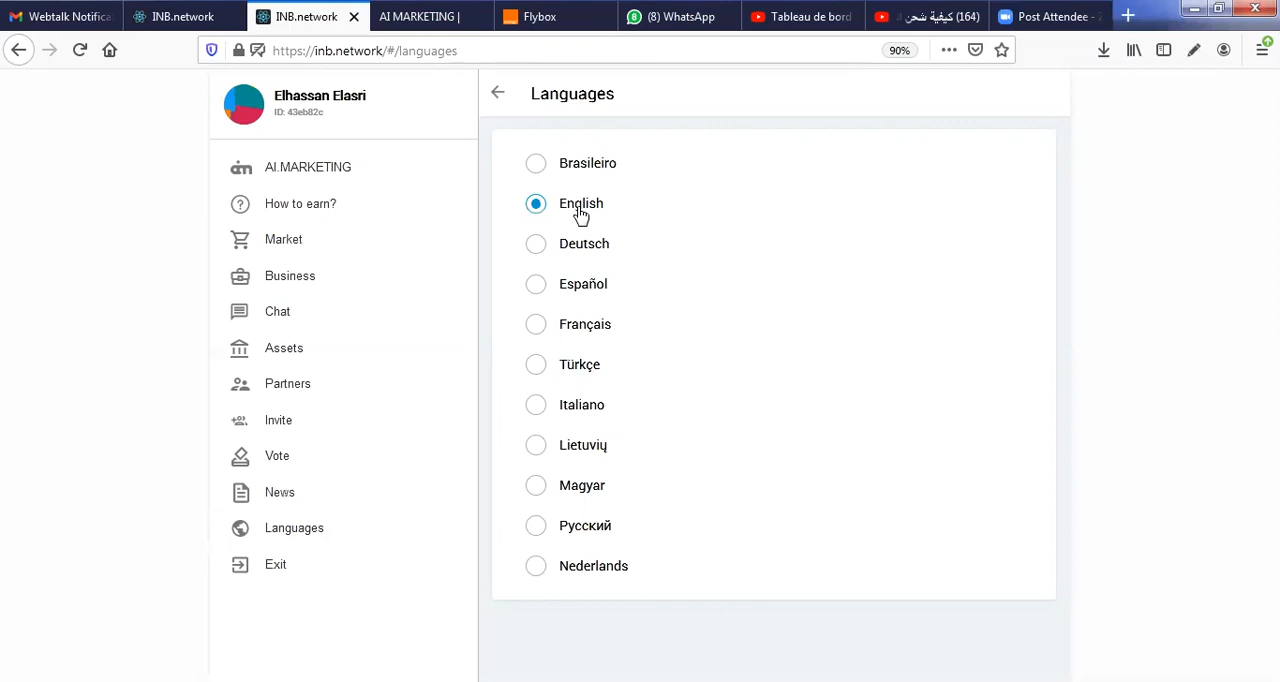 Webtalk Notifica
INB.network
INB.network
AI MARKETING |
Flybox
(8) WhatsApp
Tableau de bord
(164) كيفية شحن
Post Attendee -
https://inb.network/#/languages
90%
Elhassan Elasri
ID: 43eb82c
AI.MARKETING
How to earn?
Market
Business
Chat
Assets
Partners
Invite
Vote
News
Languages
Exit
Languages
Brasileiro
English
Deutsch
Español
Français
Türkçe
Italiano
Lietuvių
Magyar
Русский
Nederlands